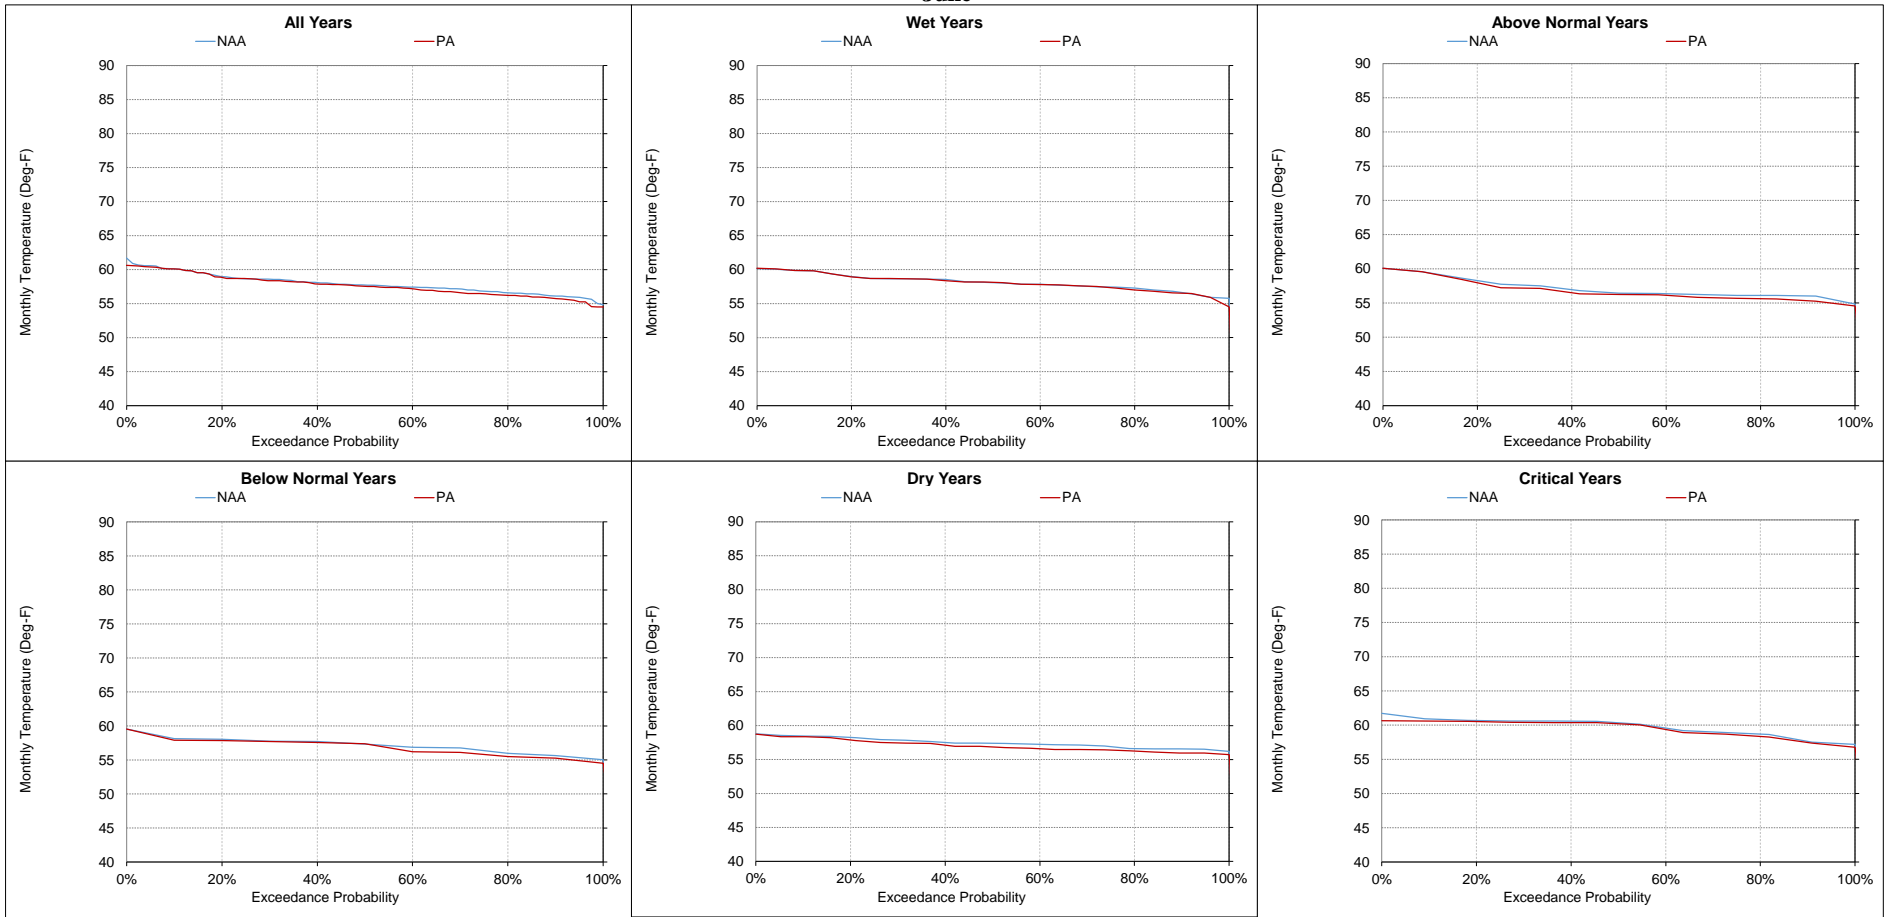 All Years
NAA PA
90
85
80
75
70
65
60
55
50
45
40
0% 20% 40% 60% 80% 100%
Monthly Temperature (Deg-F)
Exceedance Probability
Wet Years
NAA PA
90
85
80
75
70
65
60
55
50
45
40
0% 20% 40% 60% 80% 100%
Monthly Temperature (Deg-F)
Exceedance Probability
Above Normal Years
NAA PA
90
85
80
75
70
65
60
55
50
45
40
0% 20% 40% 60% 80% 100%
Monthly Temperature (Deg-F)
Exceedance Probability
Below Normal Years
NAA PA
90
85
80
75
70
65
60
55
50
45
40
0% 20% 40% 60% 80% 100%
Monthly Temperature (Deg-F)
Exceedance Probability
Dry Years
NAA PA
90
85
80
75
70
65
60
55
50
45
40
0% 20% 40% 60% 80% 100%
Monthly Temperature (Deg-F)
Exceedance Probability
Critical Years
NAA PA
90
85
80
75
70
65
60
55
50
45
40
0% 20% 40% 60% 80% 100%
Monthly Temperature (Deg-F)
Exceedance Probability